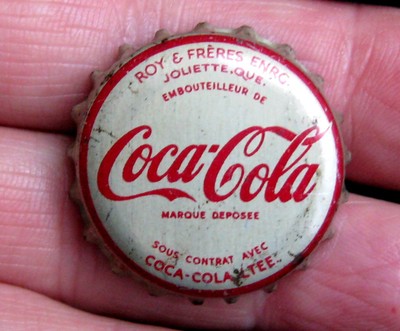 ROY & FRÈRES ENRG.
JOLIETTE, QUE.
EMBOUTEILLEUR DE
Coca-Cola
MARQUE DEPOSEE
SOUS CONTRAT AVEC
COCA-COLA LTEE